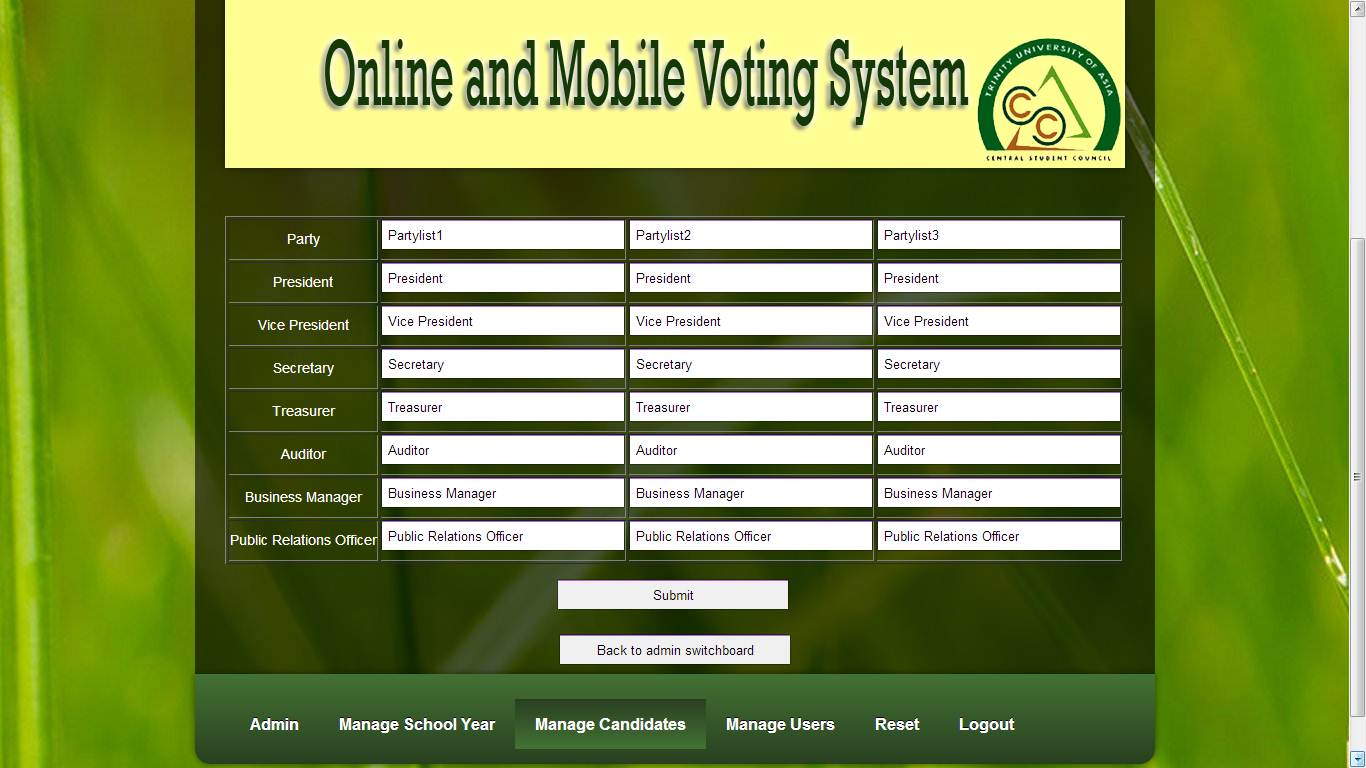 Online and Mobile Voting System
TRINITY UNIVERSITY OF ASIA
CSC
CENTRAL STUDENT COUNCIL
Party Partylist1 Partylist2 Partylist3
President President President President
Vice President Vice President Vice President Vice President
Secretary Secretary Secretary Secretary
Treasurer Treasurer Treasurer Treasurer
Auditor Auditor Auditor Auditor
Business Manager Business Manager Business Manager Business Manager
Public Relations Officer Public Relations Officer Public Relations Officer Public Relations Officer
Submit
Back to admin switchboard
Admin Manage School Year Manage Candidates Manage Users Reset Logout